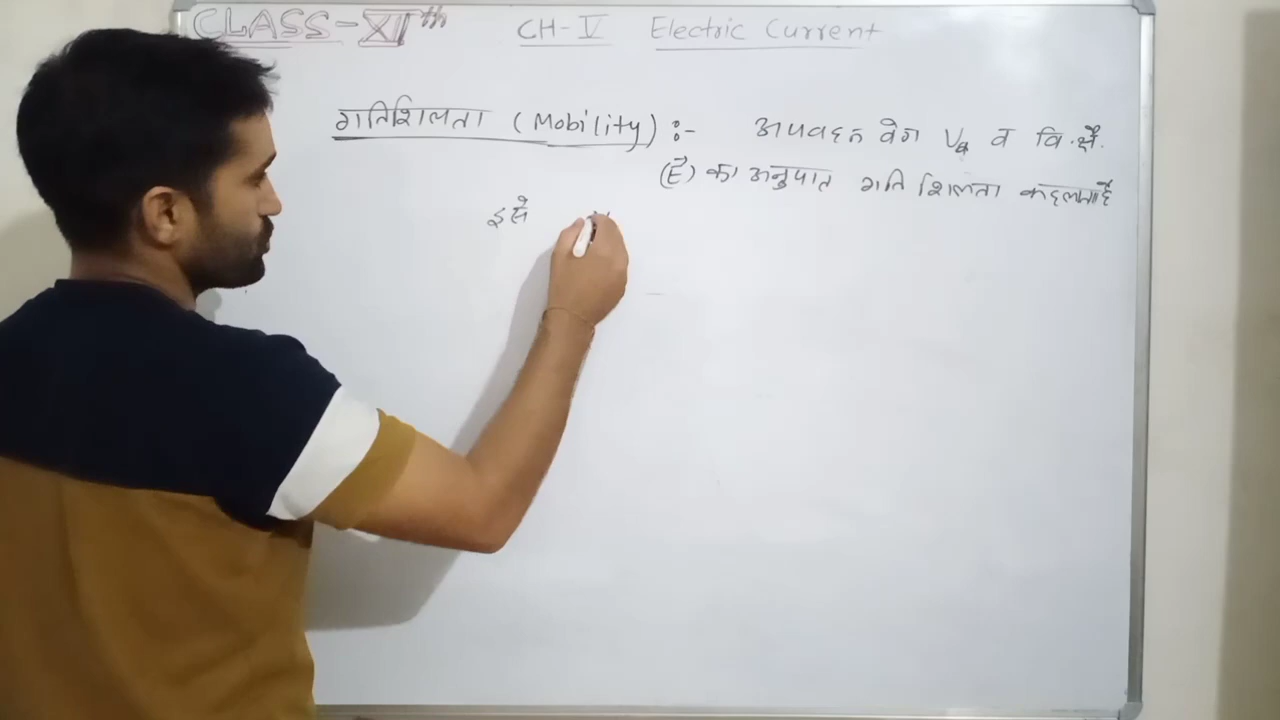 CLASS-XIth CH-V Electric Current
गतिशिलता (Mobility) :- अपवहन वेग Vd व वि.क्षे.
(E⃗) का अनुपात गति शिलता कहलाता है
इसे